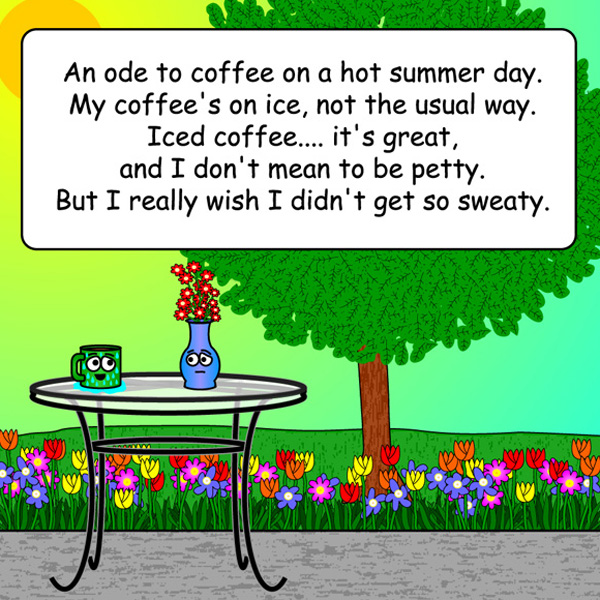 An ode to coffee on a hot summer day.
My coffee's on ice, not the usual way.
Iced coffee.... it's great,
and I don't mean to be petty.
But I really wish I didn't get so sweaty.